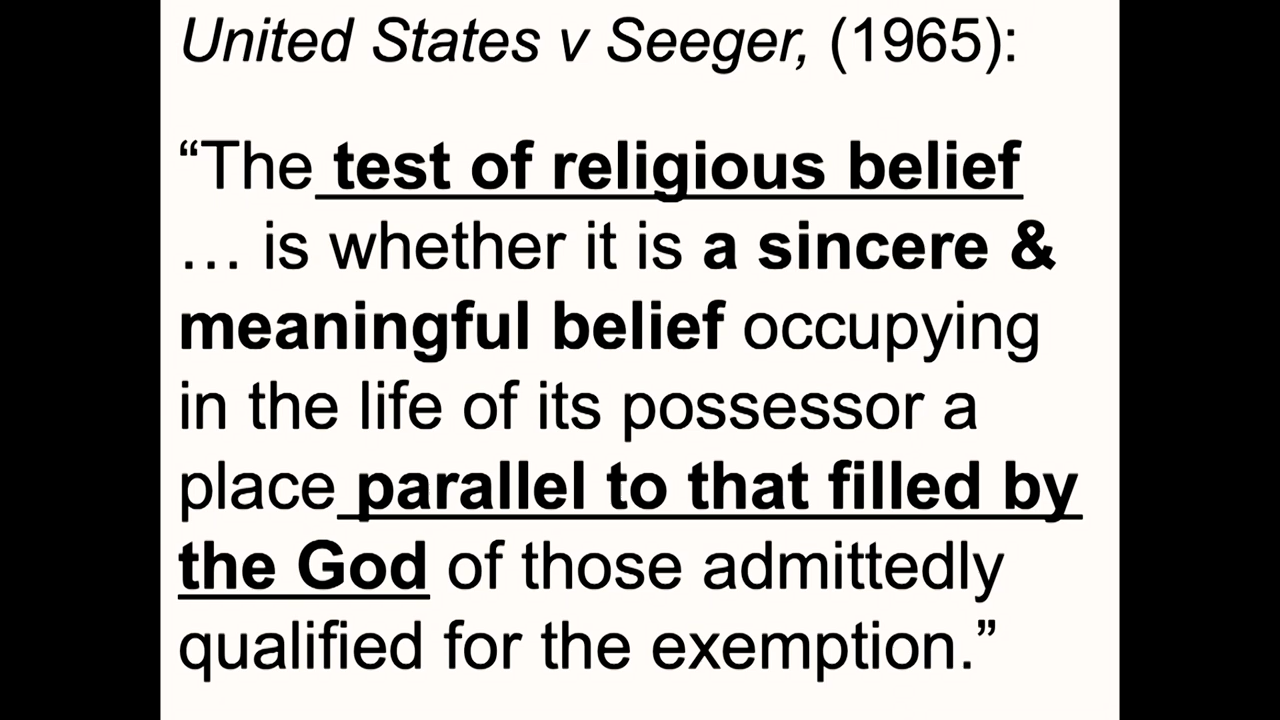 United States v Seeger, (1965):
“The test of religious belief
… is whether it is a sincere &
meaningful belief occupying
in the life of its possessor a
place parallel to that filled by
the God of those admittedly
qualified for the exemption.”